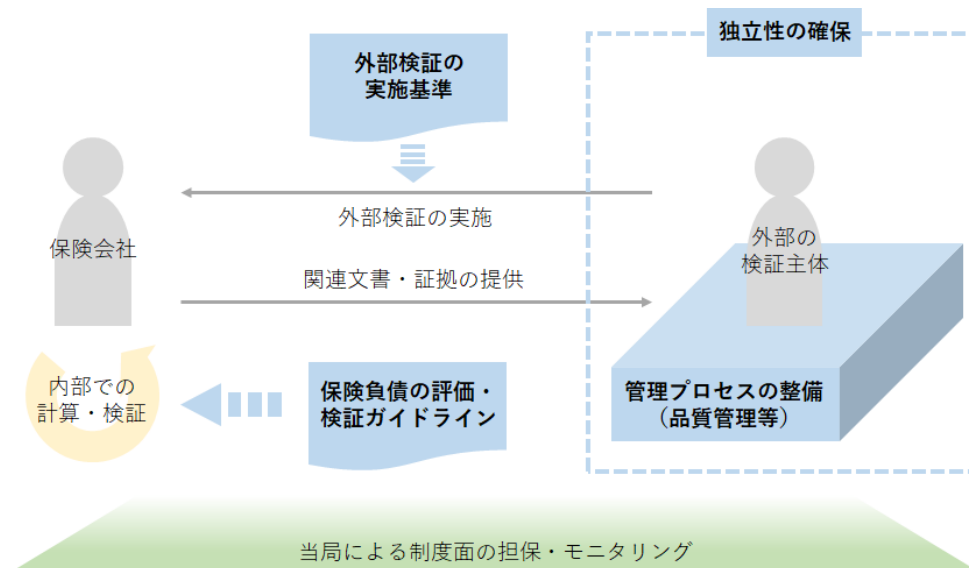 独立性の確保
外部検証の
実施基準
外部検証の実施
保険会社
外部の
検証主体
関連文書・証拠の提供
内部での
計算・検証
保険負債の評価・
検証ガイドライン
管理プロセスの整備
（品質管理等）
当局による制度面の担保・モニタリング